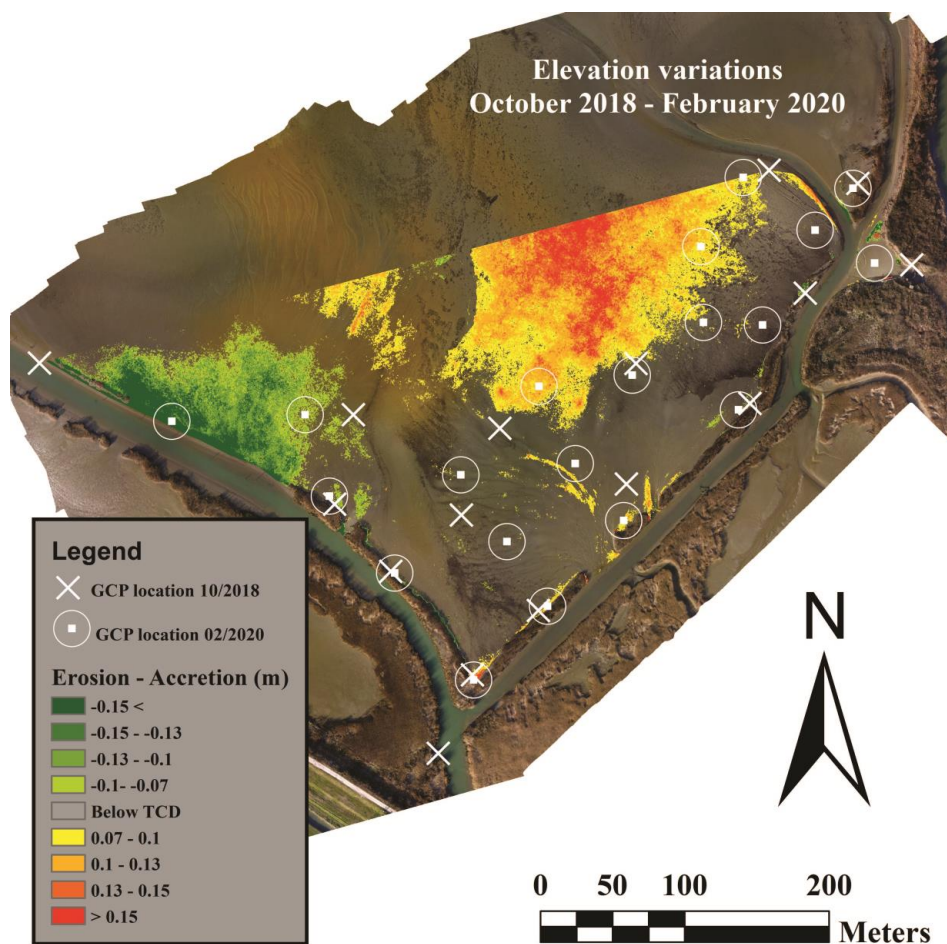 Elevation variations
October 2018 - February 2020
Legend
GCP location 10/2018
GCP location 02/2020
Erosion - Accretion (m)
-0.15 <
-0.15 - -0.13
-0.13 - -0.1
-0.1- -0.07
Below TCD
0.07 - 0.1
0.1 - 0.13
0.13 - 0.15
> 0.15
N
0 50 100 200
Meters